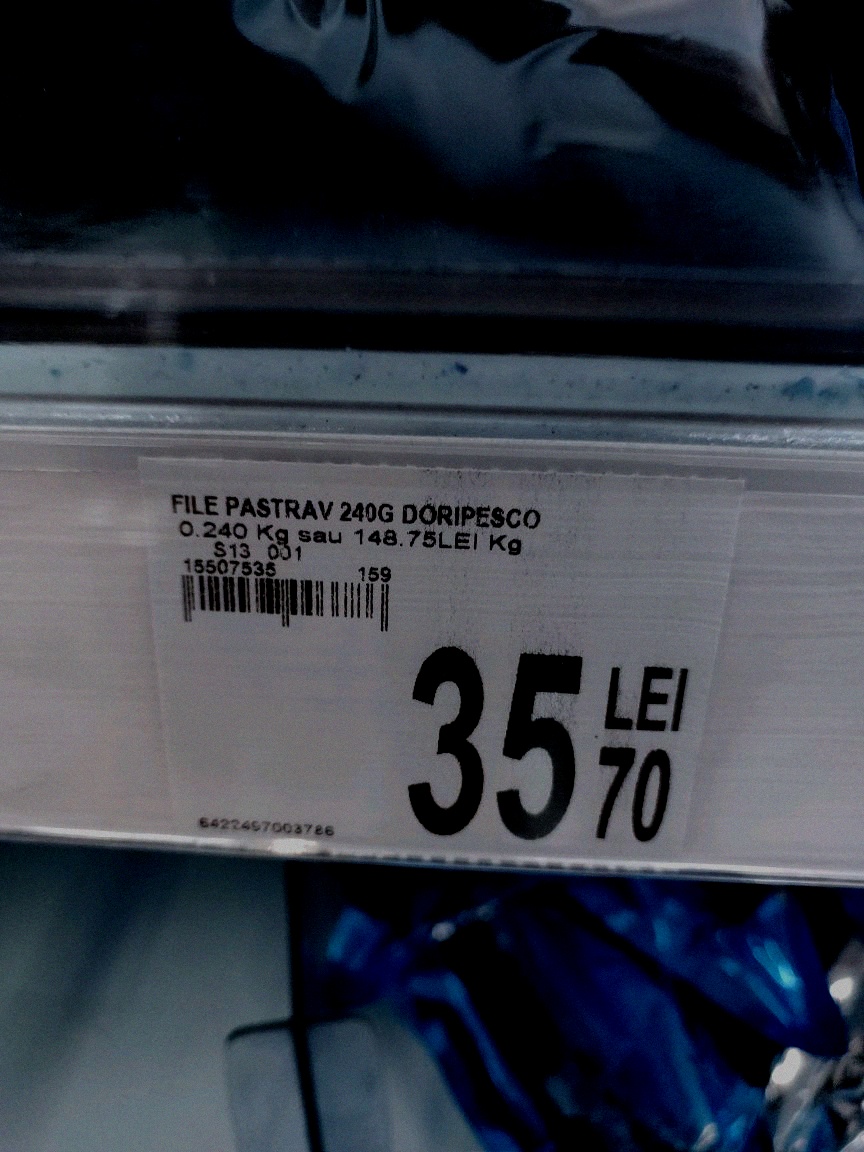 FILE PASTRAV 240G DORIPESCO
0.240 Kg sau 148.75LEI Kg
S13 001
15507535 159
35 LEI 70
6422497003786